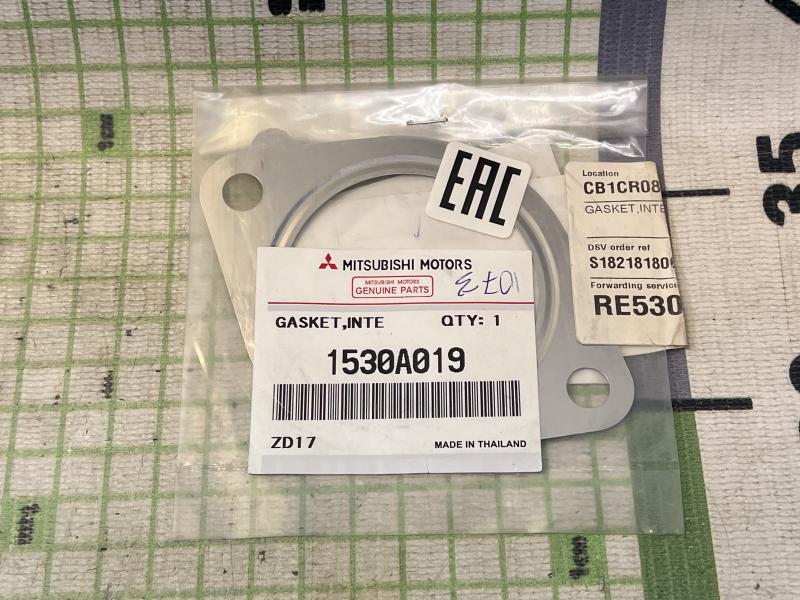 35
EAC
Location
CB1CR08
GASKET,INTE
DSV order ref
S18218180
Forwarding service
RE530
MITSUBISHI MOTORS
MITSUBISHI MOTORS
GENUINE PARTS
GASKET,INTE QTY: 1
1530A019
ZD17 MADE IN THAILAND